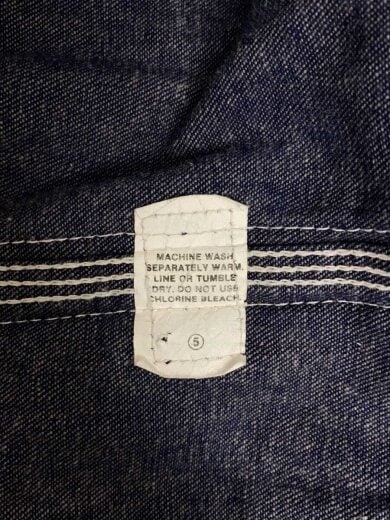 MACHINE WASH
SEPARATELY WARM.
LINE OR TUMBLE
DRY. DO NOT USE
CHLORINE BLEACH.
5